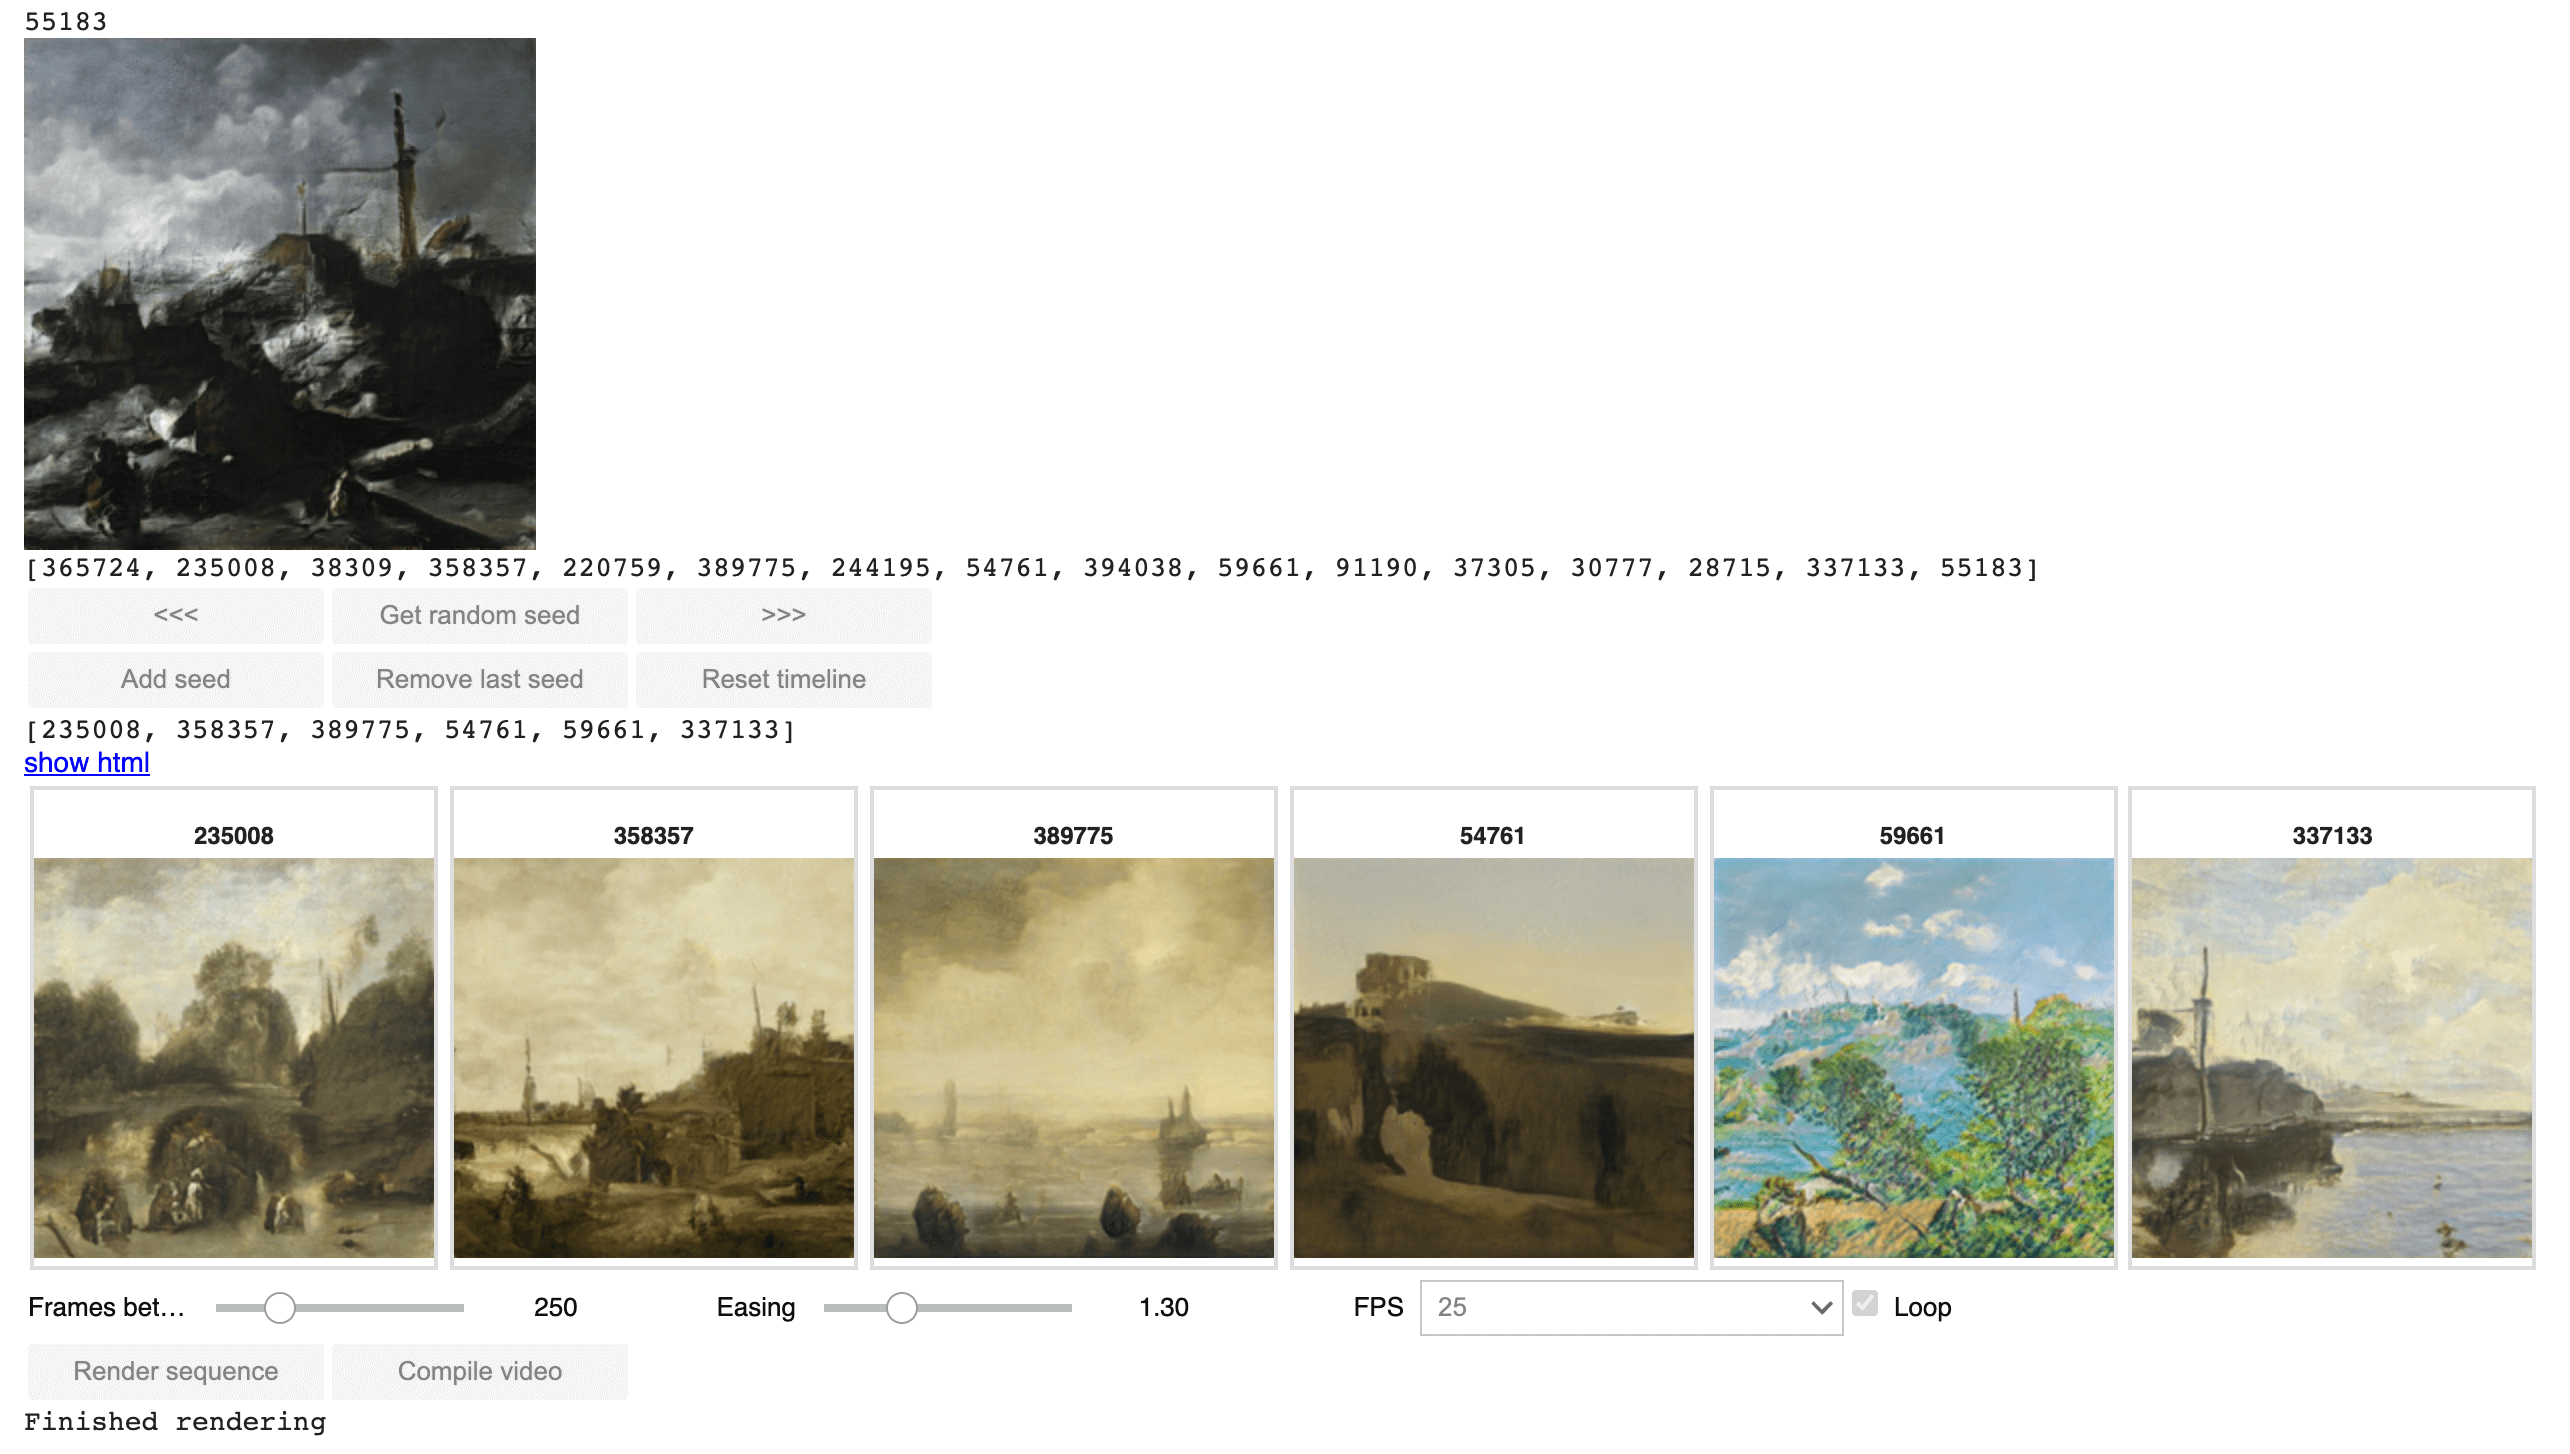 55183
[365724, 235008, 38309, 358357, 220759, 389775, 244195, 54761, 394038, 59661, 91190, 37305, 30777, 28715, 337133, 55183]
<<< Get random seed >>>
Add seed Remove last seed Reset timeline
[235008, 358357, 389775, 54761, 59661, 337133]
show html
235008 358357 389775 54761 59661 337133
Frames bet... 250 Easing 1.30 FPS 25 Loop
Render sequence Compile video
Finished rendering